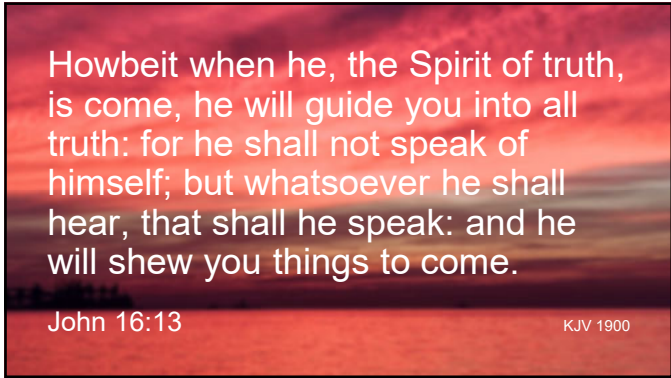 Howbeit when he, the Spirit of truth,
is come, he will guide you into all
truth: for he shall not speak of
himself; but whatsoever he shall
hear, that shall he speak: and he
will shew you things to come.
John 16:13
KJV 1900